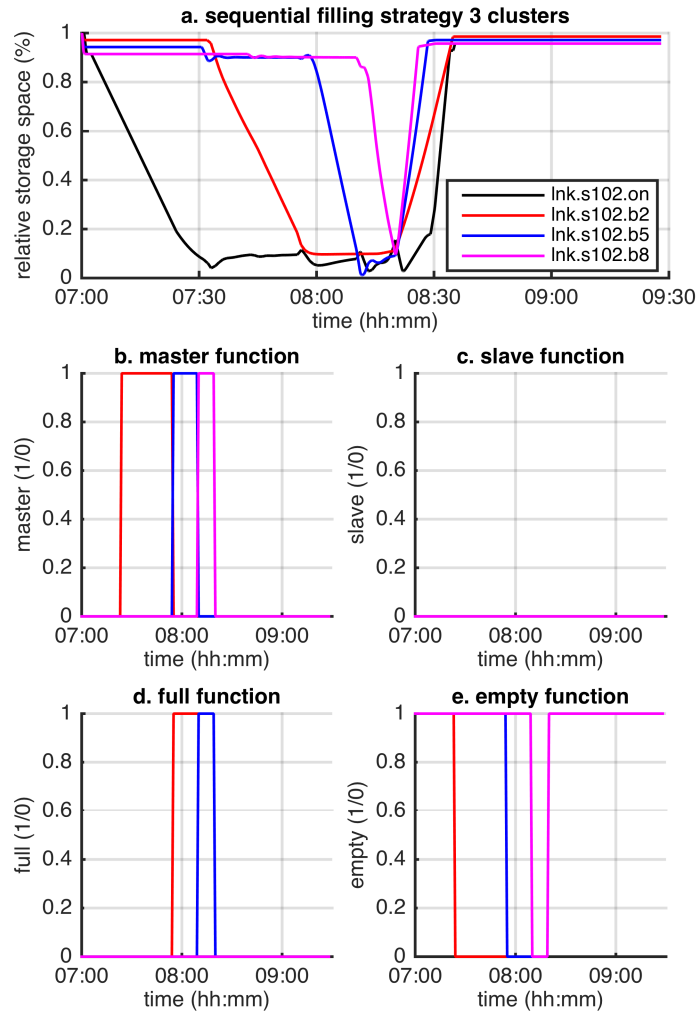 a. sequential filling strategy 3 clusters
relative storage space (%)
1
0.8
0.6
0.4
0.2
0
07:00 07:30 08:00 08:30 09:00 09:30
time (hh:mm)
lnk.s102.on
lnk.s102.b2
lnk.s102.b5
lnk.s102.b8
b. master function
master (1/0)
1
0.8
0.6
0.4
0.2
0
07:00 08:00 09:00
time (hh:mm)
c. slave function
slave (1/0)
1
0.8
0.6
0.4
0.2
0
07:00 08:00 09:00
time (hh:mm)
d. full function
full (1/0)
1
0.8
0.6
0.4
0.2
0
07:00 08:00 09:00
time (hh:mm)
e. empty function
empty (1/0)
1
0.8
0.6
0.4
0.2
0
07:00 08:00 09:00
time (hh:mm)